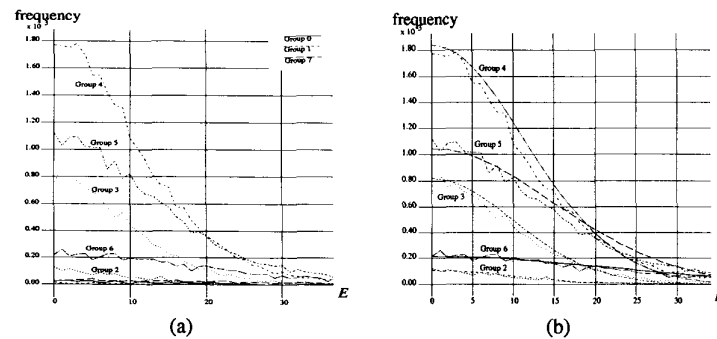 frequency
x 10³
1.80
1.60
1.40
1.20
1.00
0.80
0.60
0.40
0.20
0.00
0 10 20 30
E
Group 0
Group 1
Group 7
Group 4
Group 5
Group 3
Group 6
Group 2
(a)
frequency
x 10³
1.80
1.60
1.40
1.20
1.00
0.80
0.60
0.40
0.20
0.00
0 5 10 15 20 25 30
Group 4
Group 5
Group 3
Group 6
Group 2
(b)